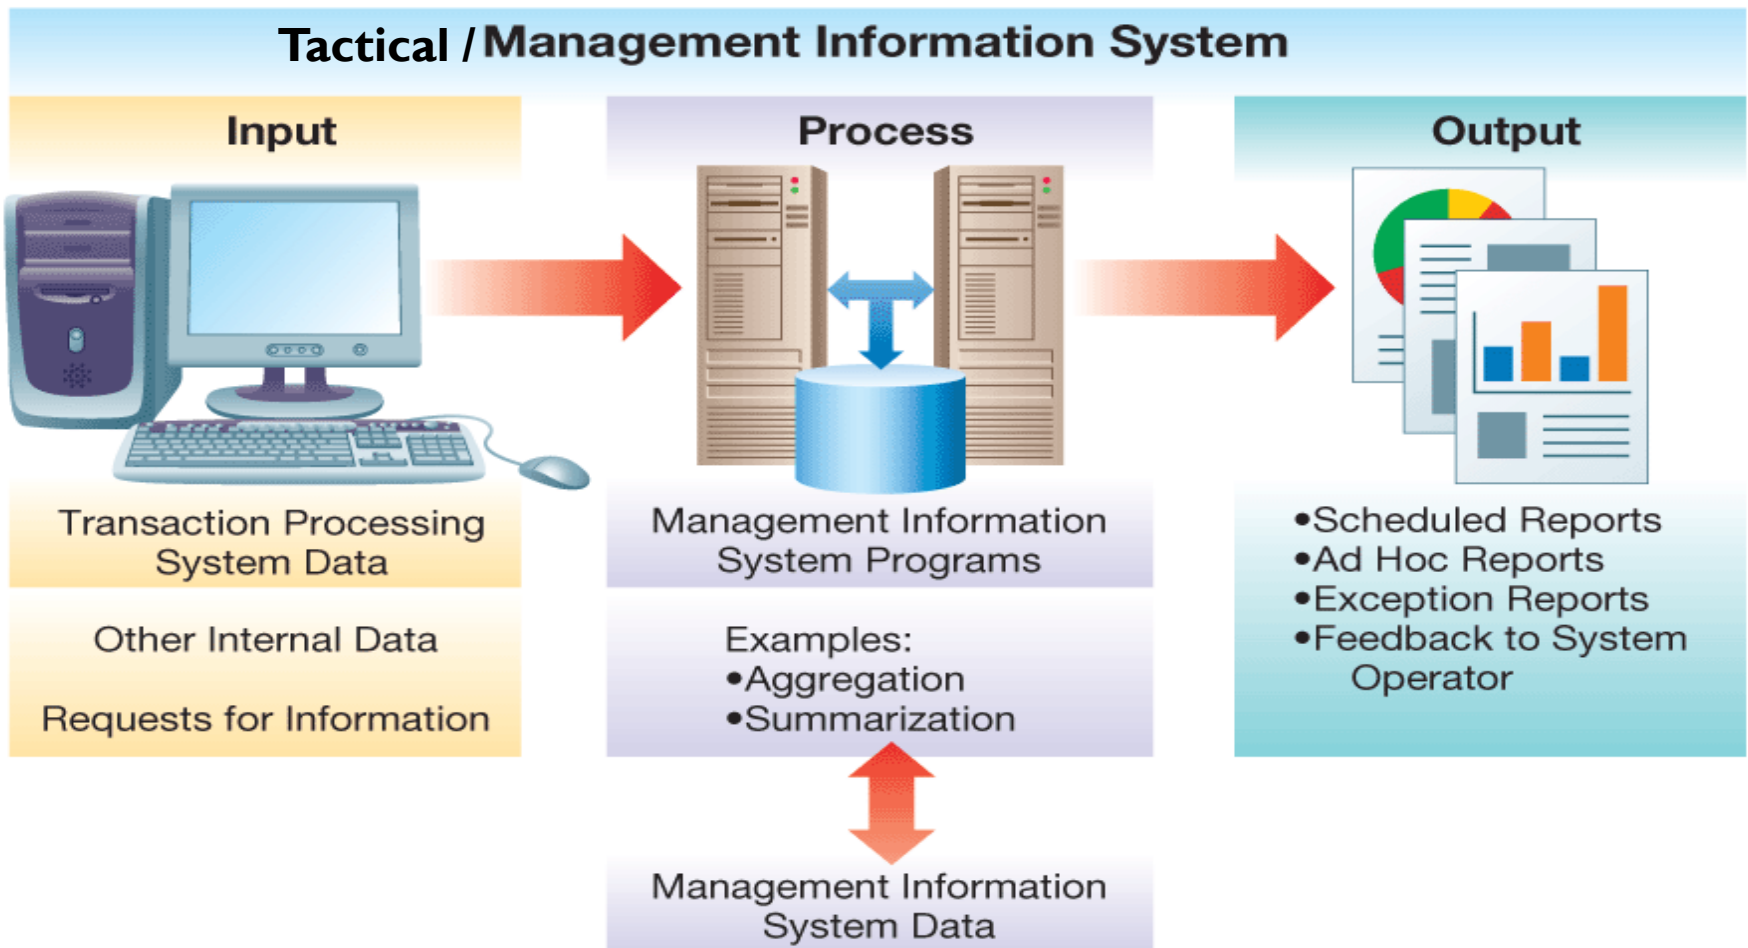 Tactical / Management Information System
Input
Transaction Processing
System Data
Other Internal Data
Requests for Information
Process
Management Information
System Programs
Examples:
•Aggregation
•Summarization
Management Information
System Data
Output
•Scheduled Reports
•Ad Hoc Reports
•Exception Reports
•Feedback to System
Operator